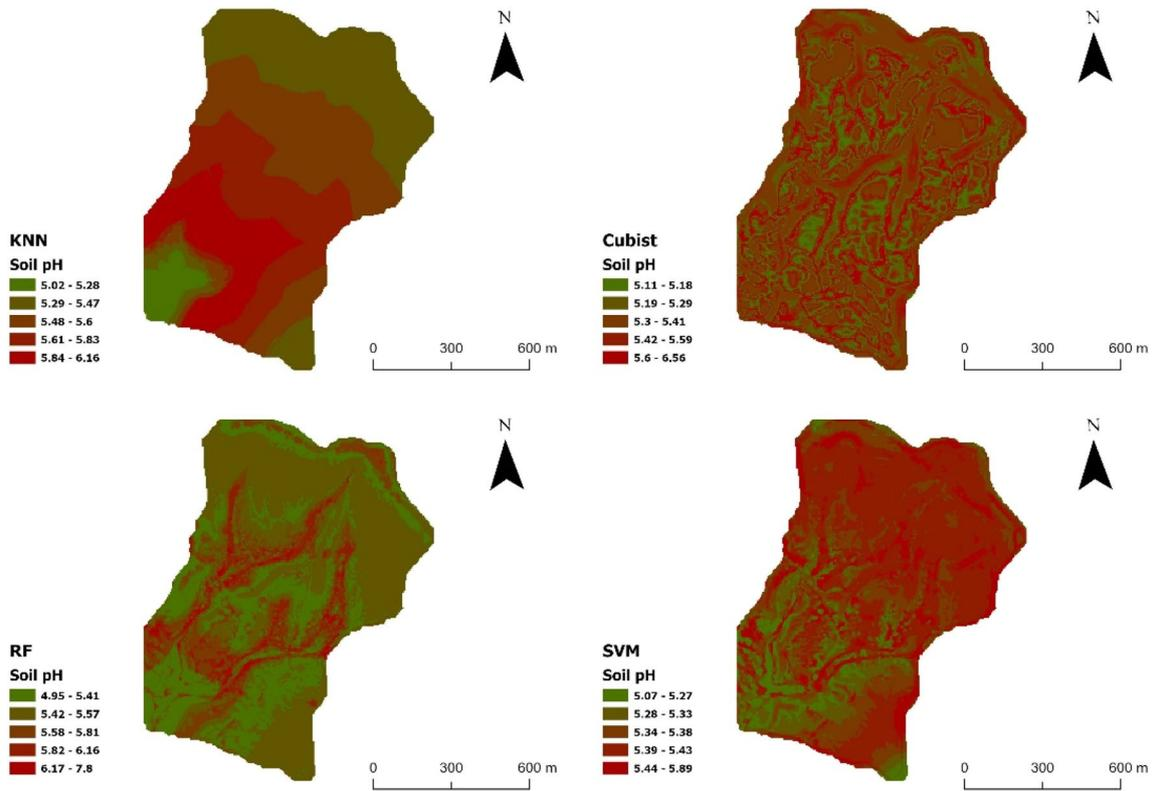 N
KNN
Soil pH
5.02 - 5.28
5.29 - 5.47
5.48 - 5.6
5.61 - 5.83
5.84 - 6.16
0 300 600 m
N
Cubist
Soil pH
5.11 - 5.18
5.19 - 5.29
5.3 - 5.41
5.42 - 5.59
5.6 - 6.56
0 300 600 m
N
RF
Soil pH
4.95 - 5.41
5.42 - 5.57
5.58 - 5.81
5.82 - 6.16
6.17 - 7.8
0 300 600 m
N
SVM
Soil pH
5.07 - 5.27
5.28 - 5.33
5.34 - 5.38
5.39 - 5.43
5.44 - 5.89
0 300 600 m